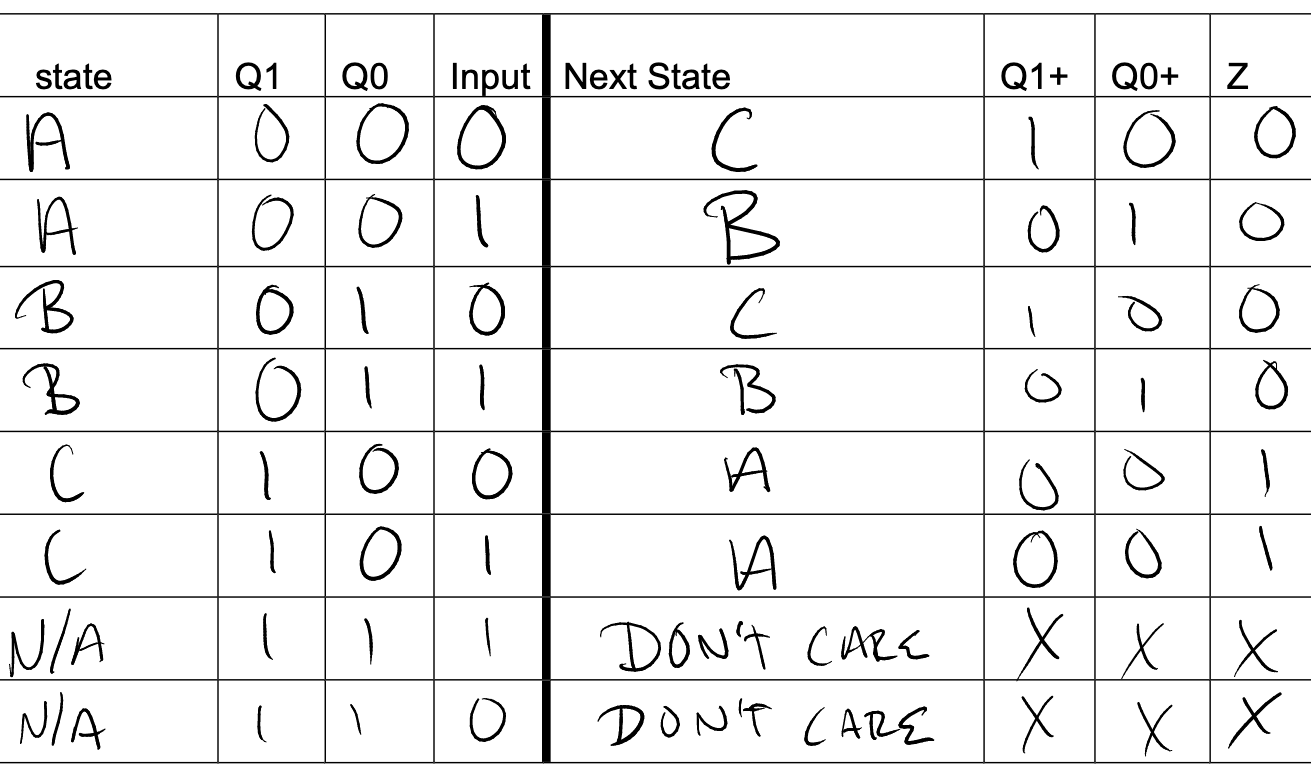 state Q1 Q0 Input Next State Q1+ Q0+ Z
A 0 0 0 C 1 0 0
A 0 0 1 B 0 1 0
B 0 1 0 C 1 0 0
B 0 1 1 B 0 1 0
C 1 0 0 A 0 0 1
C 1 0 1 A 0 0 1
N/A 1 1 1 DON'T CARE X X X
N/A 1 1 0 DON'T CARE X X X